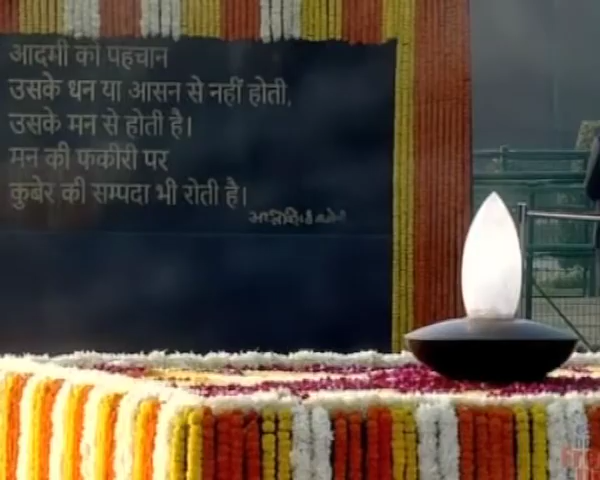 आदमी की पहचान
उसके धन या आसन से नहीं होती,
उसके मन से होती है।
मन की फकीरी पर
कुबेर की सम्पदा भी रोती है।